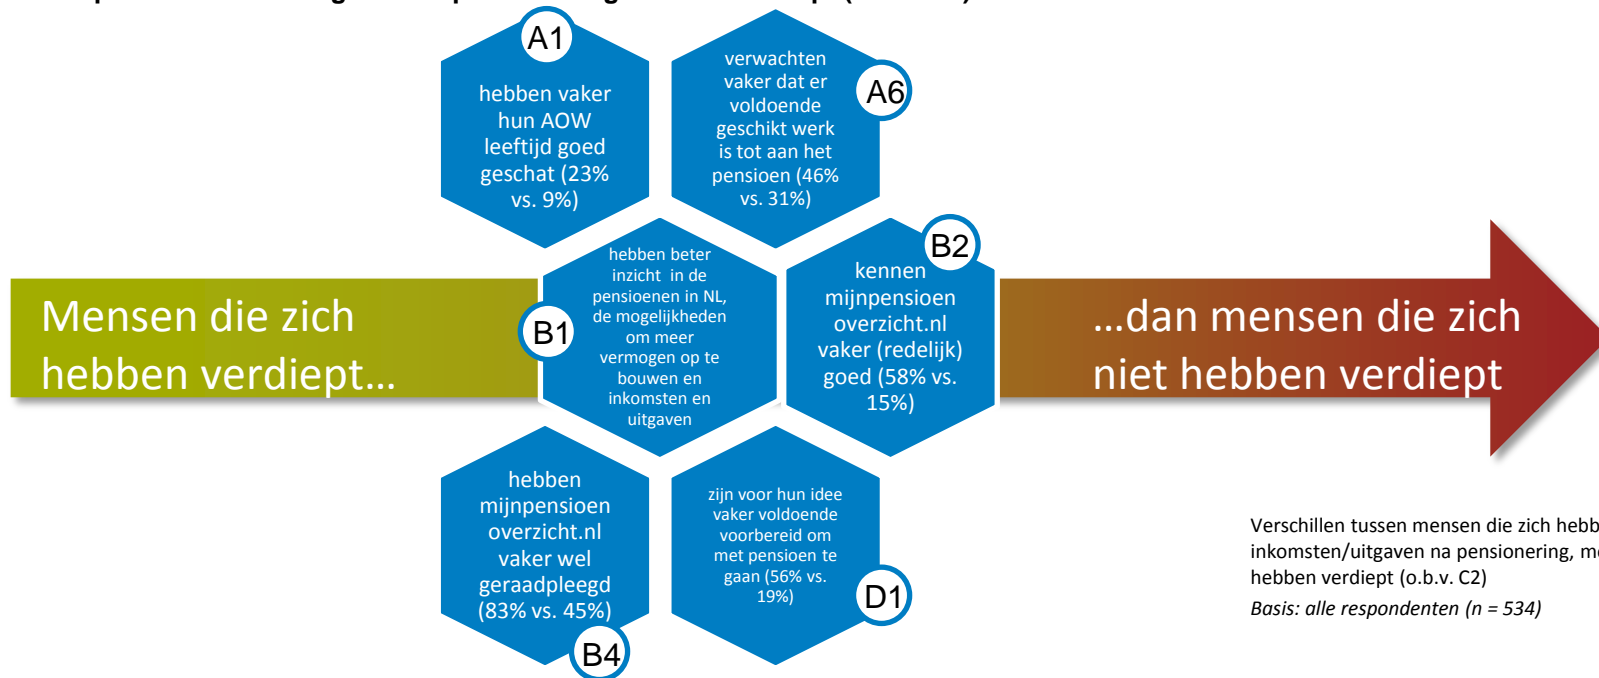 A1
hebben vaker
hun AOW
leeftijd goed
geschat (23%
vs. 9%)
verwachten
vaker dat er
voldoende
geschikt werk
is tot aan het
pensioen (46%
vs. 31%)
A6
Mensen die zich
hebben verdiept...
B1
hebben beter
inzicht in de
pensioenen in NL,
de mogelijkheden
om meer
vermogen op te
bouwen en
inkomsten en
uitgaven
B2
kennen
mijnpensioen
overzicht.nl
vaker (redelijk)
goed (58% vs.
15%)
...dan mensen die zich
niet hebben verdiept
hebben
mijnpensioen
overzicht.nl
vaker wel
geraadpleegd
(83% vs. 45%)
B4
zijn voor hun idee
vaker voldoende
voorbereid om
met pensioen te
gaan (56% vs.
19%)
D1
Verschillen tussen mensen die zich hebb
inkomsten/uitgaven na pensionering, m
hebben verdiept (o.b.v. C2)
Basis: alle respondenten (n = 534)